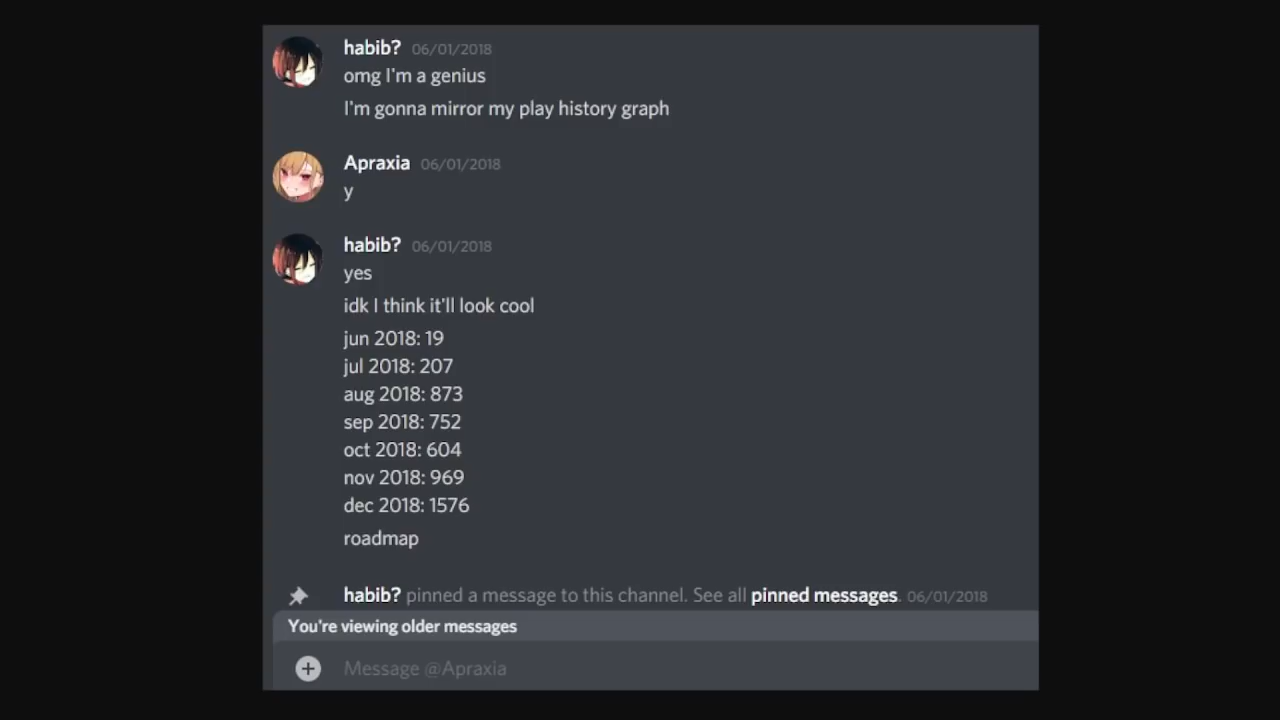 habib? 06/01/2018
omg I'm a genius
I'm gonna mirror my play history graph
Apraxia 06/01/2018
y
habib? 06/01/2018
yes
idk I think it'll look cool
jun 2018: 19
jul 2018: 207
aug 2018: 873
sep 2018: 752
oct 2018: 604
nov 2018: 969
dec 2018: 1576
roadmap
habib? pinned a message to this channel. See all pinned messages. 06/01/2018
You're viewing older messages
Message @Apraxia